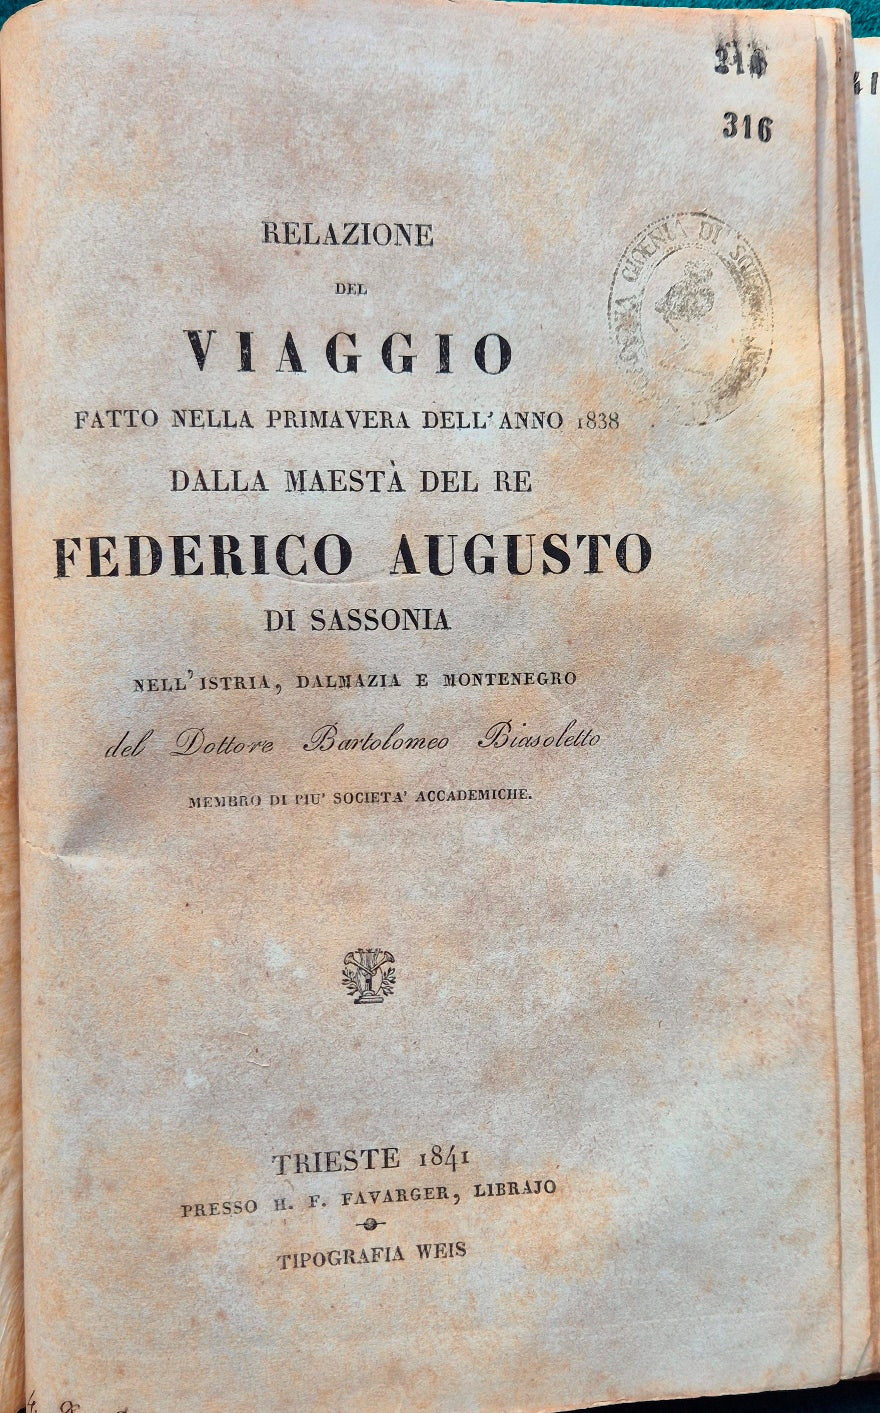 316
RELAZIONE
DEL
VIAGGIO
FATTO NELLA PRIMAVERA DELL'ANNO 1838
DALLA MAESTÀ DEL RE
FEDERICO AUGUSTO
DI SASSONIA
NELL'ISTRIA, DALMAZIA E MONTENEGRO
del Dottore Bartolomeo Biasoletto
MEMBRO DI PIU' SOCIETA' ACCADEMICHE.
GIOENIA DI
TRIESTE 1841
PRESSO H. F. FAVARGER, LIBRAJO
TIPOGRAFIA WEIS